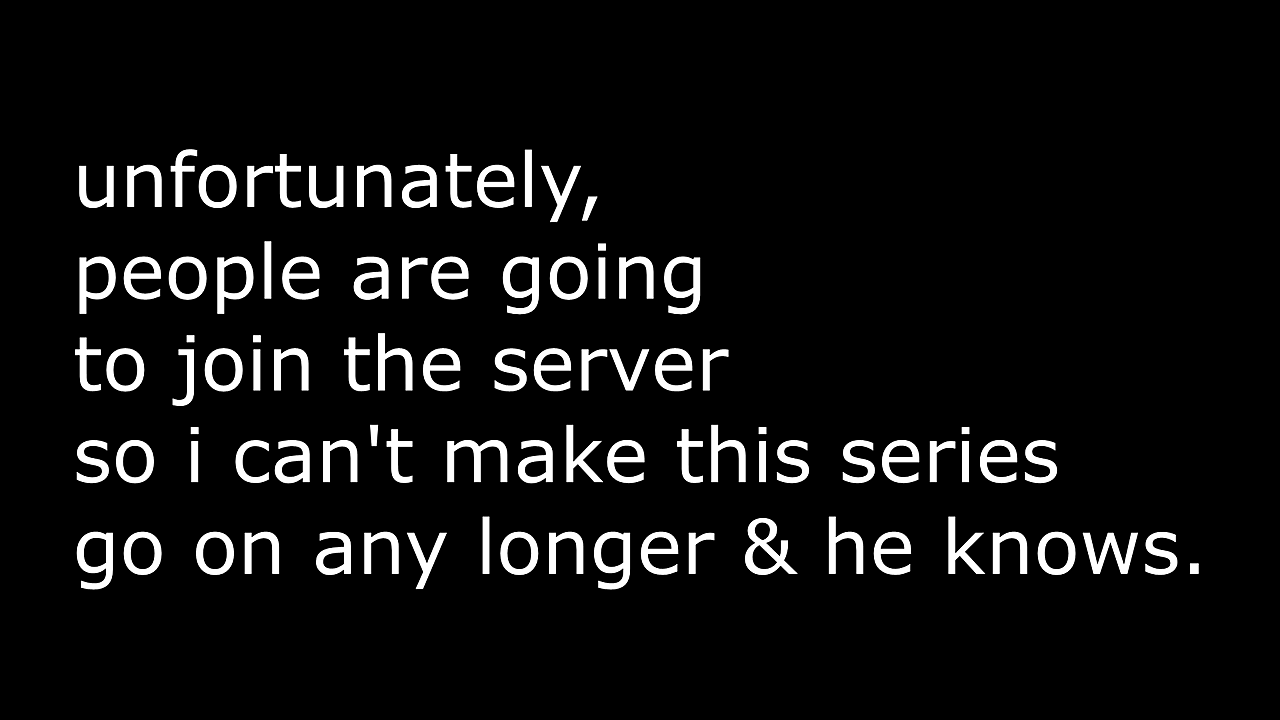 unfortunately,
people are going
to join the server
so i can't make this series
go on any longer & he knows.